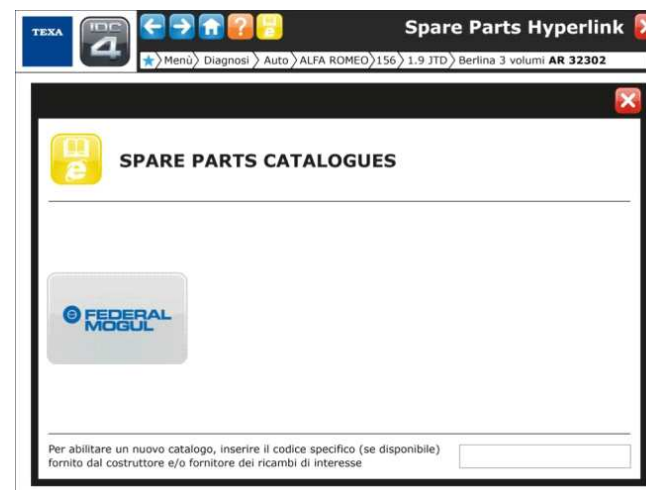 TEXA
IDC
4
?
e
Spare Parts Hyperlink
Menù Diagnosi Auto ALFA ROMEO 156 1.9 JTD Berlina 3 volumi AR 32302
e
SPARE PARTS CATALOGUES
FEDERAL
MOGUL
Per abilitare un nuovo catalogo, inserire il codice specifico (se disponibile)
fornito dal costruttore e/o fornitore dei ricambi di interesse